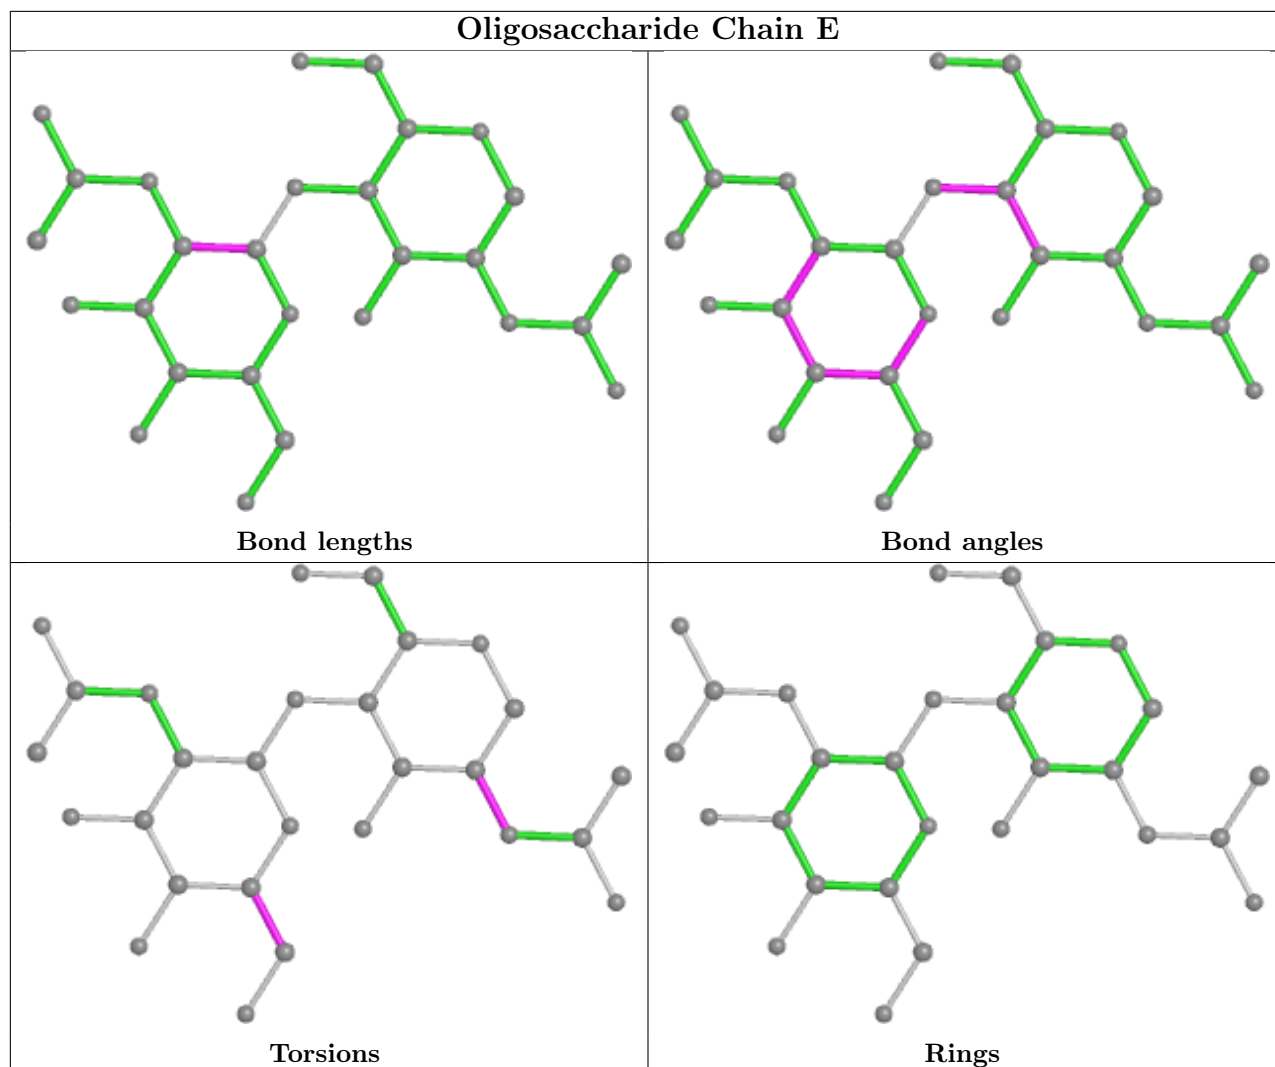 Oligosaccharide Chain E
Bond lengths
Bond angles
Torsions
Rings